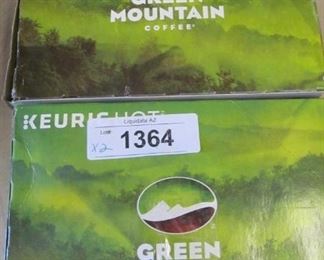 GREEN
MOUNTAIN
COFFEE®
KEURIG HOT
Liquidate AZ
Lot:
1364
x2
GREEN